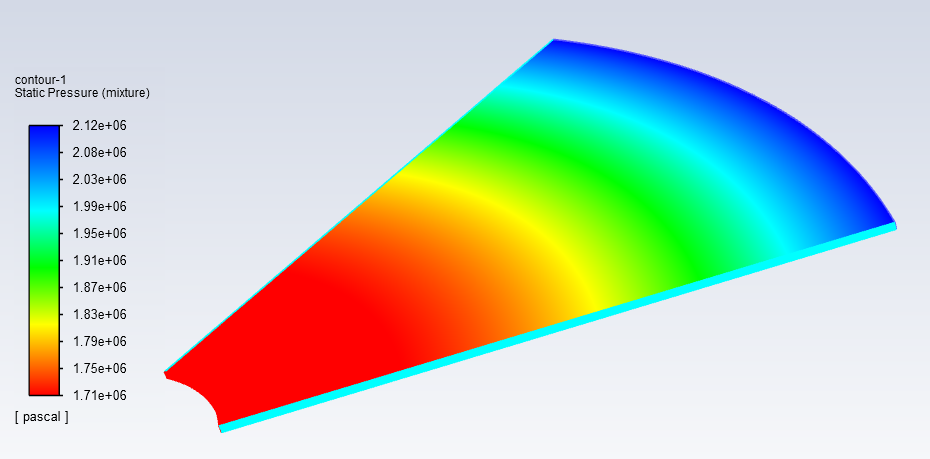 contour-1
Static Pressure (mixture)
2.12e+06
2.08e+06
2.03e+06
1.99e+06
1.95e+06
1.91e+06
1.87e+06
1.83e+06
1.79e+06
1.75e+06
1.71e+06
[ pascal ]